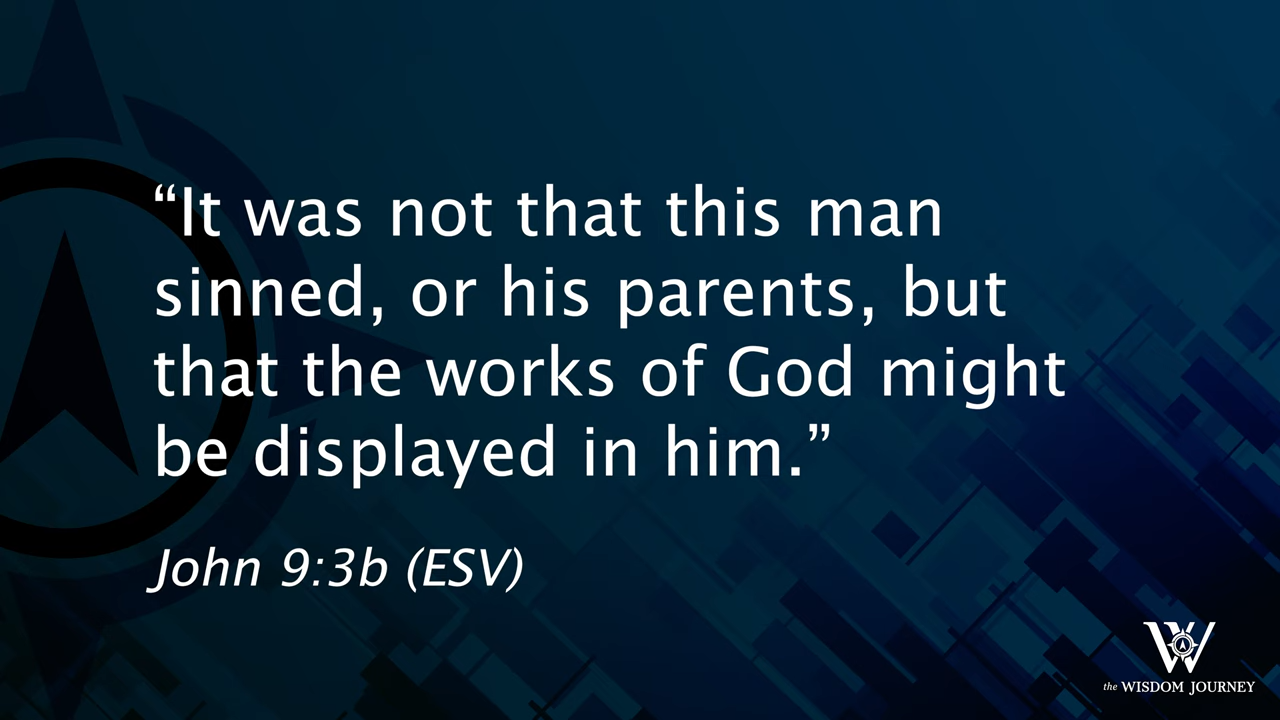 “It was not that this man
sinned, or his parents, but
that the works of God might
be displayed in him.”
John 9:3b (ESV)
W
the WISDOM JOURNEY